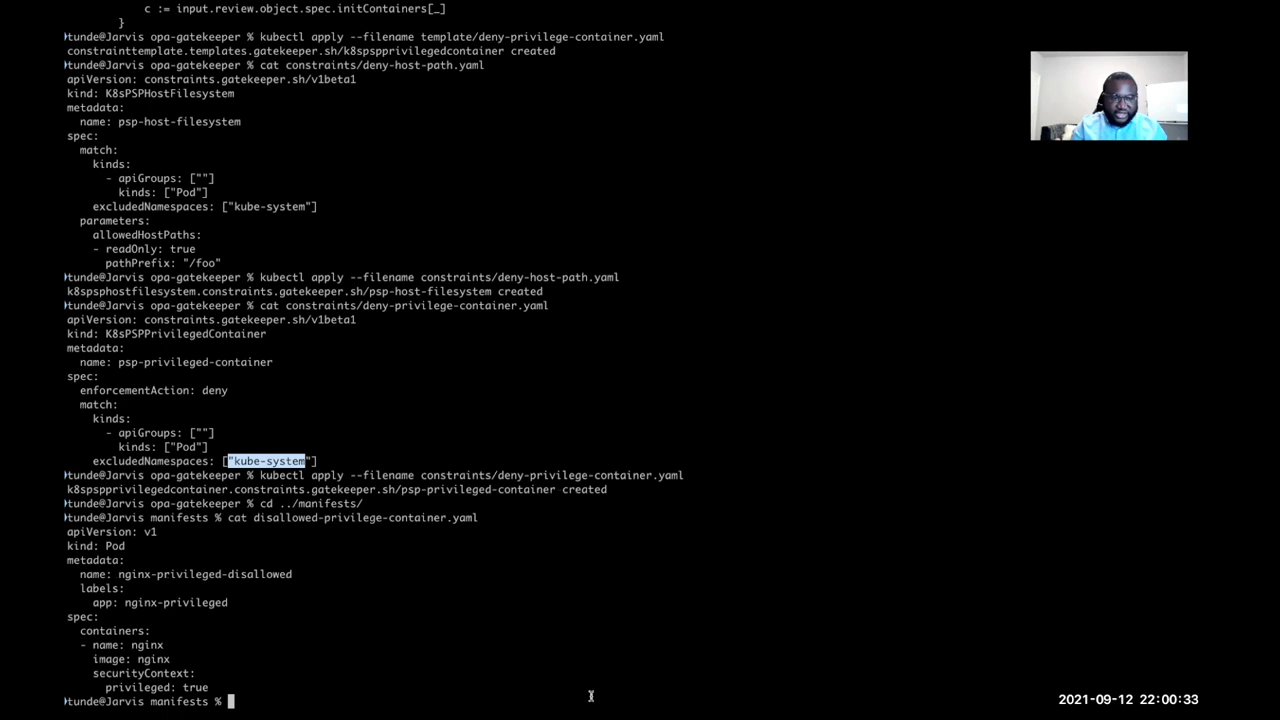 c := input.review.object.spec.initContainers[_]
}
tunde@Jarvis opa-gatekeeper % kubectl apply --filename template/deny-privilege-container.yaml
constrainttemplate.templates.gatekeeper.sh/k8spspprivilegedcontainer created
tunde@Jarvis opa-gatekeeper % cat constraints/deny-host-path.yaml
apiVersion: constraints.gatekeeper.sh/v1beta1
kind: K8sPSPHostFilesystem
metadata:
name: psp-host-filesystem
spec:
match:
kinds:
- apiGroups: [""]
kinds: ["Pod"]
excludedNamespaces: ["kube-system"]
parameters:
allowedHostPaths:
- readOnly: true
pathPrefix: "/foo"
tunde@Jarvis opa-gatekeeper % kubectl apply --filename constraints/deny-host-path.yaml
k8spsphostfilesystem.constraints.gatekeeper.sh/psp-host-filesystem created
tunde@Jarvis opa-gatekeeper % cat constraints/deny-privilege-container.yaml
apiVersion: constraints.gatekeeper.sh/v1beta1
kind: K8sPSPPrivilegedContainer
metadata:
name: psp-privileged-container
spec:
enforcementAction: deny
match:
kinds:
- apiGroups: [""]
kinds: ["Pod"]
excludedNamespaces: ["kube-system"]
tunde@Jarvis opa-gatekeeper % kubectl apply --filename constraints/deny-privilege-container.yaml
k8spspprivilegedcontainer.constraints.gatekeeper.sh/psp-privileged-container created
tunde@Jarvis opa-gatekeeper % cd ../manifests/
tunde@Jarvis manifests % cat disallowed-privilege-container.yaml
apiVersion: v1
kind: Pod
metadata:
name: nginx-privileged-disallowed
labels:
app: nginx-privileged
spec:
containers:
- name: nginx
image: nginx
securityContext:
privileged: true
tunde@Jarvis manifests %
2021-09-12 22:00:33